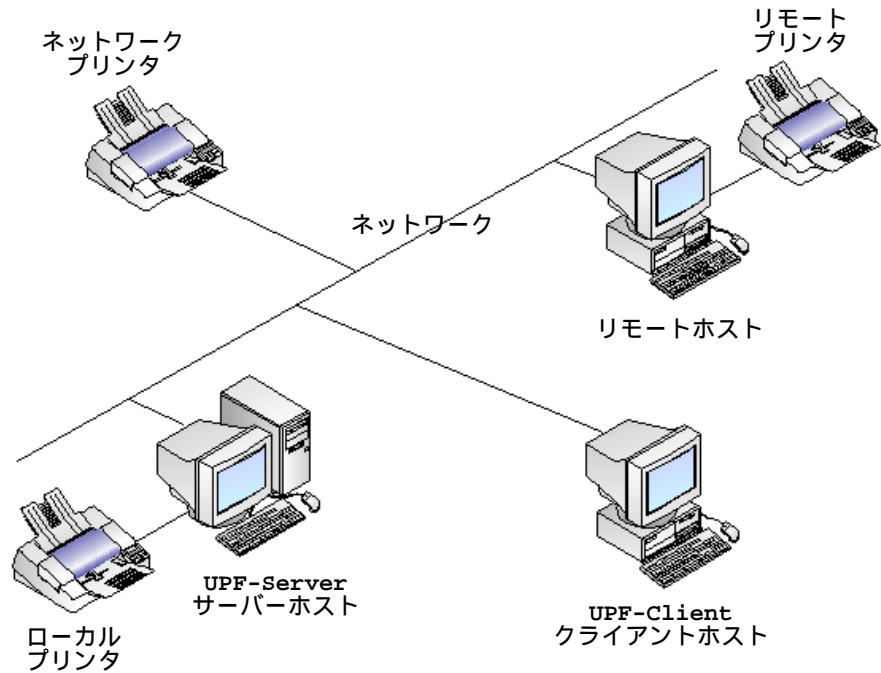 ネットワーク
プリンタ
リモート
プリンタ
ネットワーク
リモートホスト
UPF-Server
サーバーホスト
UPF-Client
クライアントホスト
ローカル
プリンタ